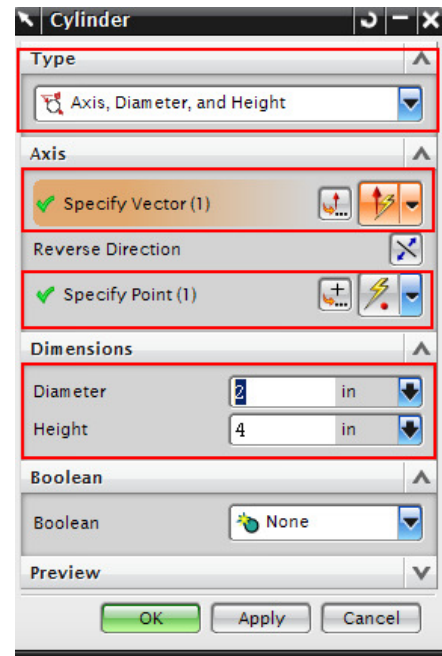 Cylinder
Type
Axis, Diameter, and Height
Axis
Specify Vector (1)
Reverse Direction
Specify Point (1)
Dimensions
Diameter 2 in
Height 4 in
Boolean
Boolean None
Preview
OK Apply Cancel